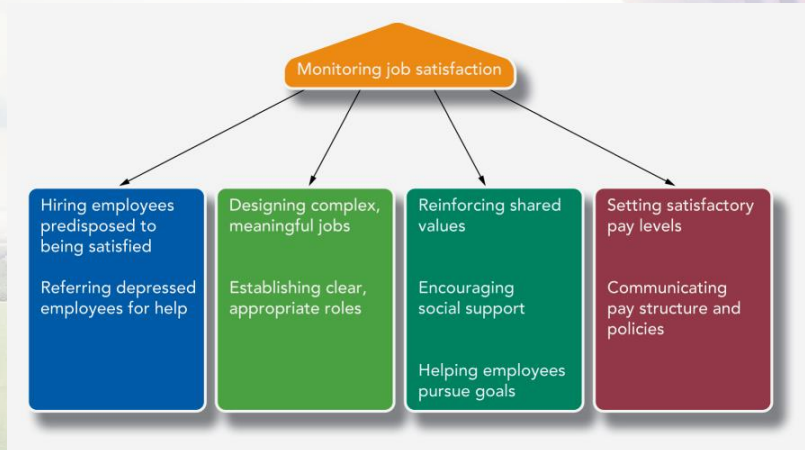 Monitoring job satisfaction
Hiring employees
predisposed to
being satisfied
Referring depressed
employees for help
Designing complex,
meaningful jobs
Establishing clear,
appropriate roles
Reinforcing shared
values
Encouraging
social support
Helping employees
pursue goals
Setting satisfactory
pay levels
Communicating
pay structure and
policies